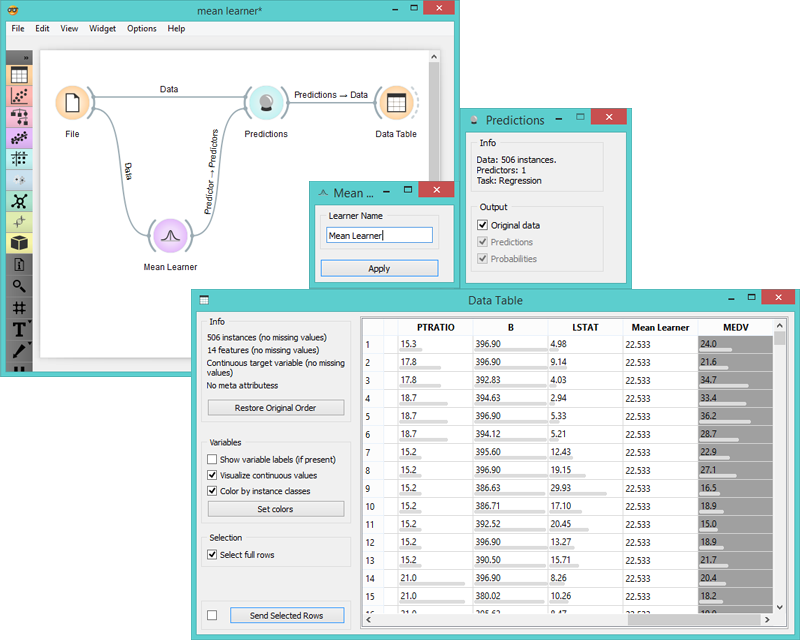 mean learner*
File Edit View Widget Options Help
Data
Predictions → Data
File
Predictions
Data Table
Data
Predictor → Predictors
Mean Learner
Predictions
Info
Data: 506 instances.
Predictors: 1
Task: Regression
Output
Original data
Predictions
Probabilities
Mean ...
Learner Name
Mean Learner
Apply
Data Table
Info
506 instances (no missing values)
14 features (no missing values)
Continuous target variable (no missing
values)
No meta attributess
Restore Original Order
Variables
Show variable labels (if present)
Visualize continuous values
Color by instance classes
Set colors
Selection
Select full rows
Send Selected Rows
PTRATIO B LSTAT Mean Learner MEDV
1 15.3 396.90 4.98 22.533 24.0
2 17.8 396.90 9.14 22.533 21.6
3 17.8 392.83 4.03 22.533 34.7
4 18.7 394.63 2.94 22.533 33.4
5 18.7 396.90 5.33 22.533 36.2
6 18.7 394.12 5.21 22.533 28.7
7 15.2 395.60 12.43 22.533 22.9
8 15.2 396.90 19.15 22.533 27.1
9 15.2 386.63 29.93 22.533 16.5
10 15.2 386.71 17.10 22.533 18.9
11 15.2 392.52 20.45 22.533 15.0
12 15.2 396.90 13.27 22.533 18.9
13 15.2 390.50 15.71 22.533 21.7
14 21.0 396.90 8.26 22.533 20.4
15 21.0 380.02 10.26 22.533 18.2